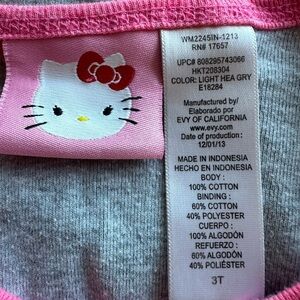 WM2245IN-1213
RN# 17657
UPC# 808295743066
HKT208304
COLOR: LIGHT HEA GRY
E18284
Manufactured by/
Elaborado por
EVY OF CALIFORNIA
www.evy.com
Date of production:
12/01/13
MADE IN INDONESIA
HECHO EN INDONESIA
BODY :
100% COTTON
BINDING :
60% COTTON
40% POLYESTER
CUERPO :
100% ALGODÓN
REFUERZO :
60% ALGODÓN
40% POLIÉSTER
3T